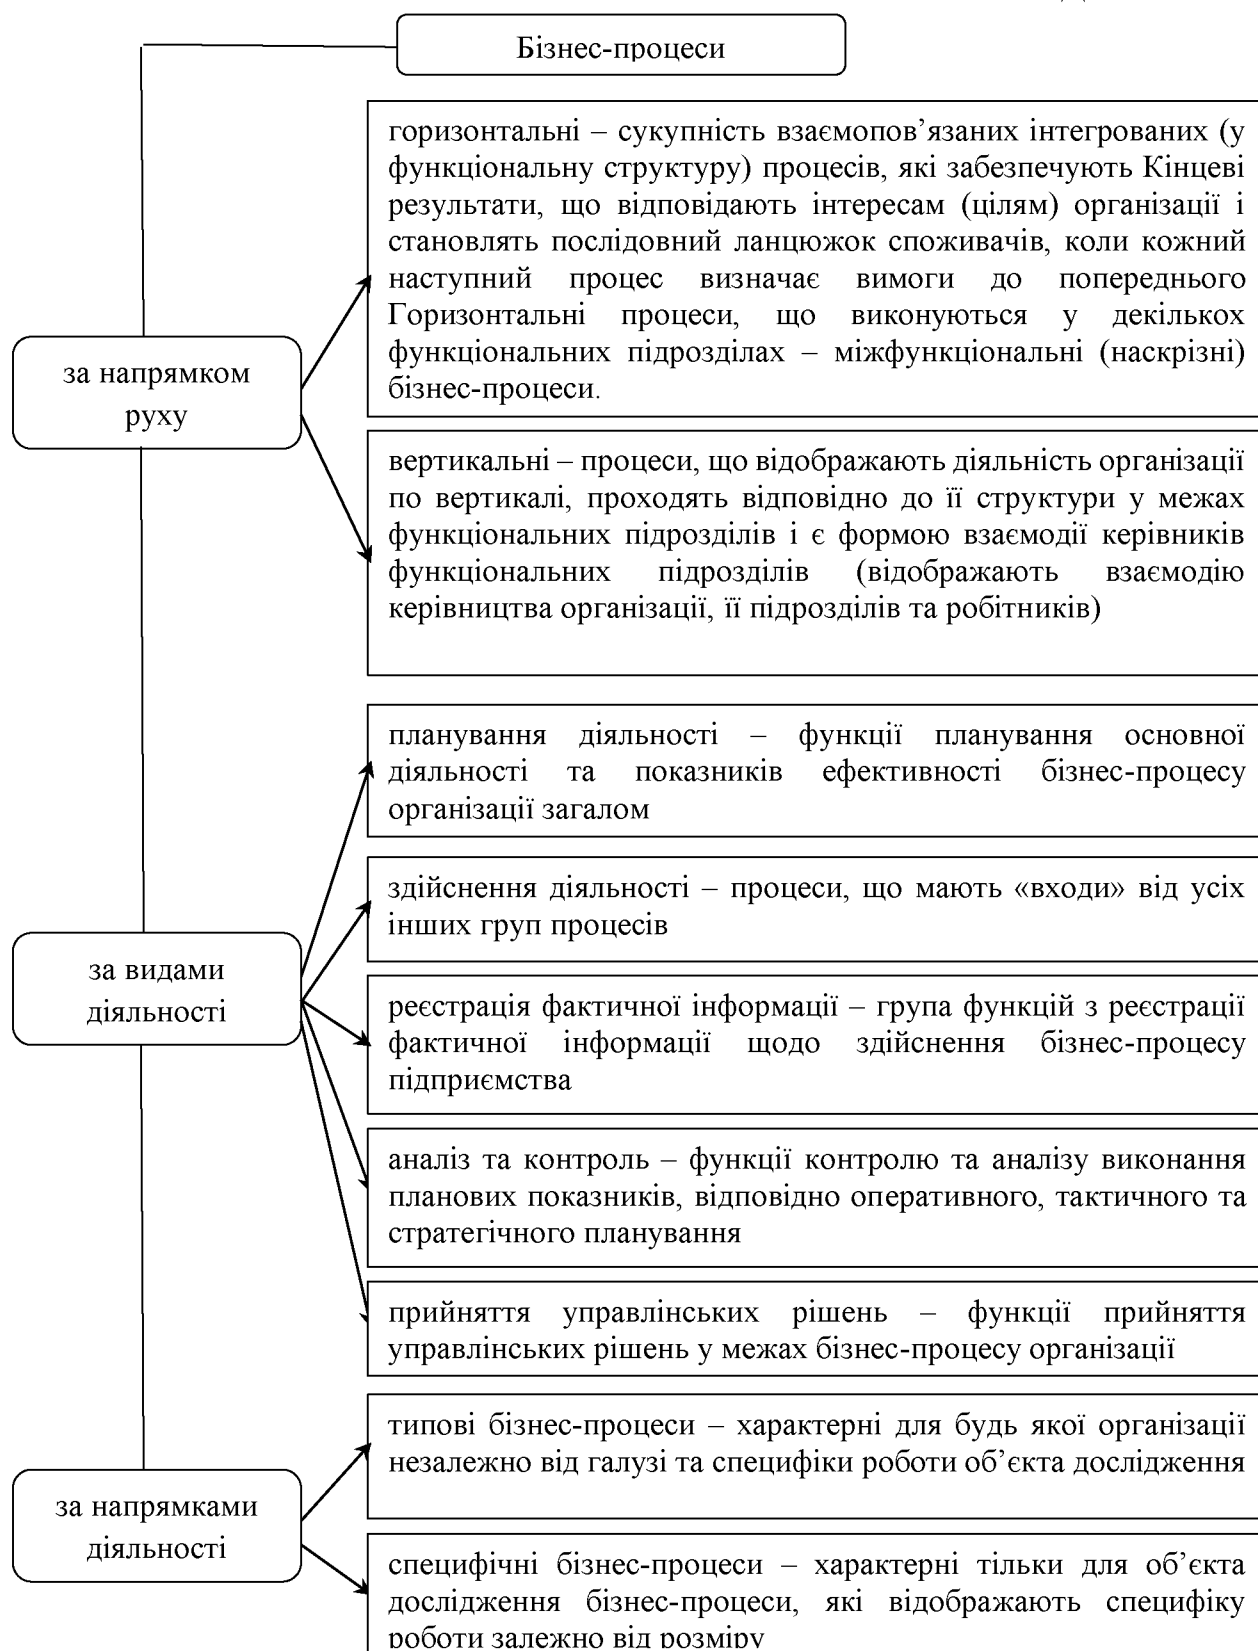 Бізнес-процеси
горизонтальні – сукупність взаємопов’язаних інтегрованих (у
функціональну структуру) процесів, які забезпечують Кінцеві
результати, що відповідають інтересам (цілям) організації і
становлять послідовний ланцюжок споживачів, коли кожний
наступний процес визначає вимоги до попереднього
Горизонтальні процеси, що виконуються у декількох
функціональних підрозділах – міжфункціональні (наскрізні)
бізнес-процеси.
за напрямком
руху
вертикальні – процеси, що відображають діяльність організації
по вертикалі, проходять відповідно до її структури у межах
функціональних підрозділів і є формою взаємодії керівників
функціональних підрозділів (відображають взаємодію
керівництва організації, її підрозділів та робітників)
планування діяльності – функції планування основної
діяльності та показників ефективності бізнес-процесу
організації загалом
здійснення діяльності – процеси, що мають «входи» від усіх
інших груп процесів
за видами
діяльності
реєстрація фактичної інформації – група функцій з реєстрації
фактичної інформації щодо здійснення бізнес-процесу
підприємства
аналіз та контроль – функції контролю та аналізу виконання
планових показників, відповідно оперативного, тактичного та
стратегічного планування
прийняття управлінських рішень – функції прийняття
управлінських рішень у межах бізнес-процесу організації
типові бізнес-процеси – характерні для будь якої організації
незалежно від галузі та специфіки роботи об’єкта дослідження
за напрямками
діяльності
специфічні бізнес-процеси – характерні тільки для об’єкта
дослідження бізнес-процеси, які відображають специфіку
роботи залежно від розміру